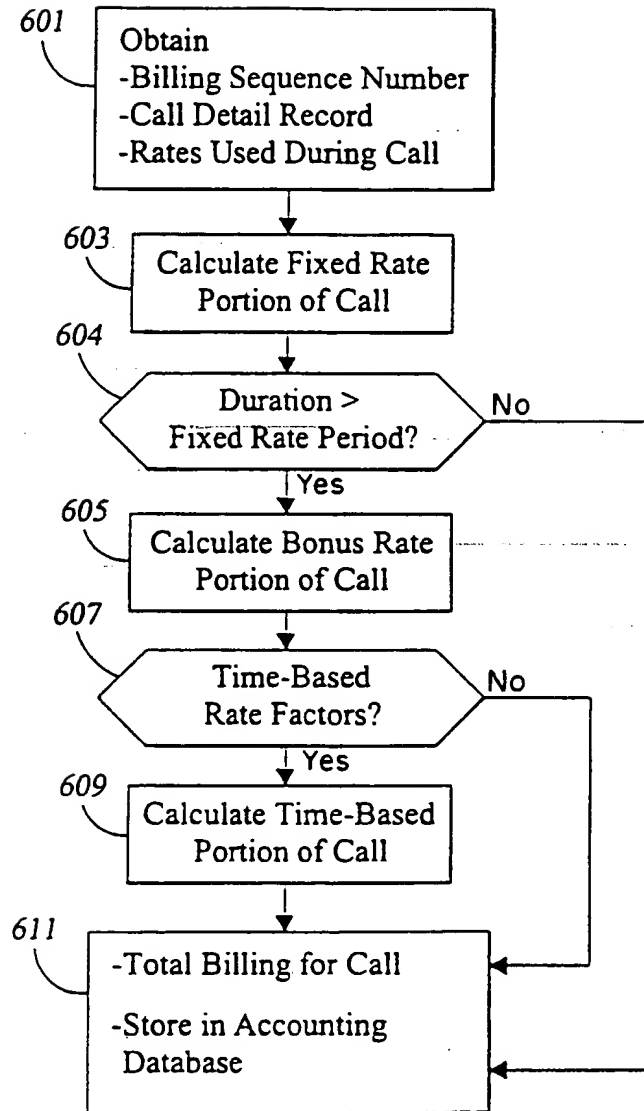 601
Obtain
-Billing Sequence Number
-Call Detail Record
-Rates Used During Call
603
Calculate Fixed Rate
Portion of Call
604
Duration >
Fixed Rate Period?
No
Yes
605
Calculate Bonus Rate
Portion of Call
607
Time-Based
Rate Factors?
No
Yes
609
Calculate Time-Based
Portion of Call
611
-Total Billing for Call
-Store in Accounting
Database